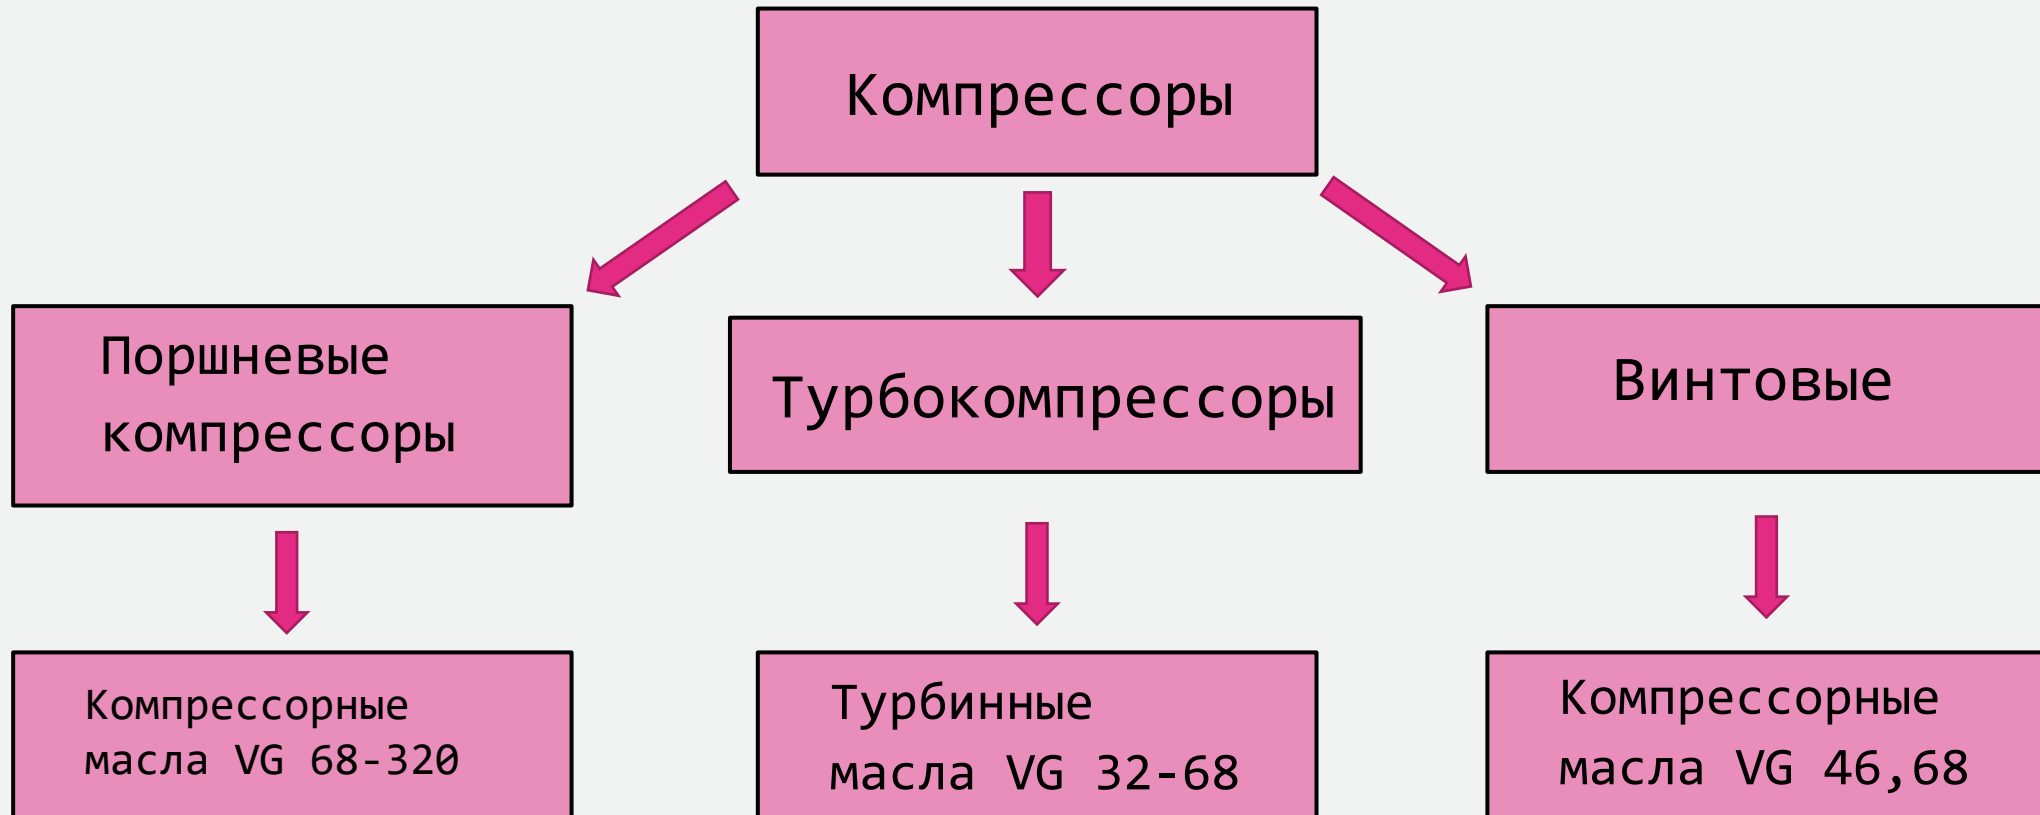 Компрессоры
Поршневые
компрессоры
Турбокомпрессоры
Винтовые
Компрессорные
масла VG 68-320
Турбинные
масла VG 32-68
Компрессорные
масла VG 46,68